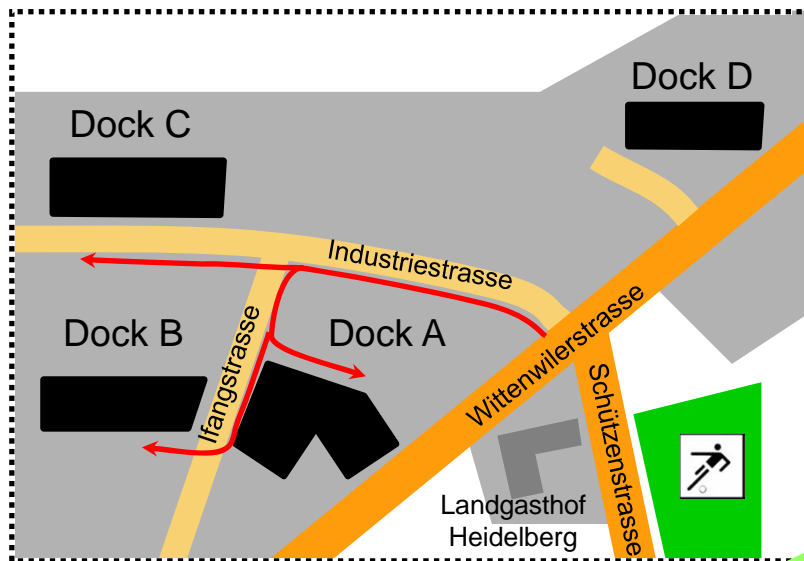 Dock D
Dock C
Industriestrasse
Dock B
Dock A
Ifangstrasse
Wittenwilerstrasse
Schützenstrasse
Landgasthof
Heidelberg